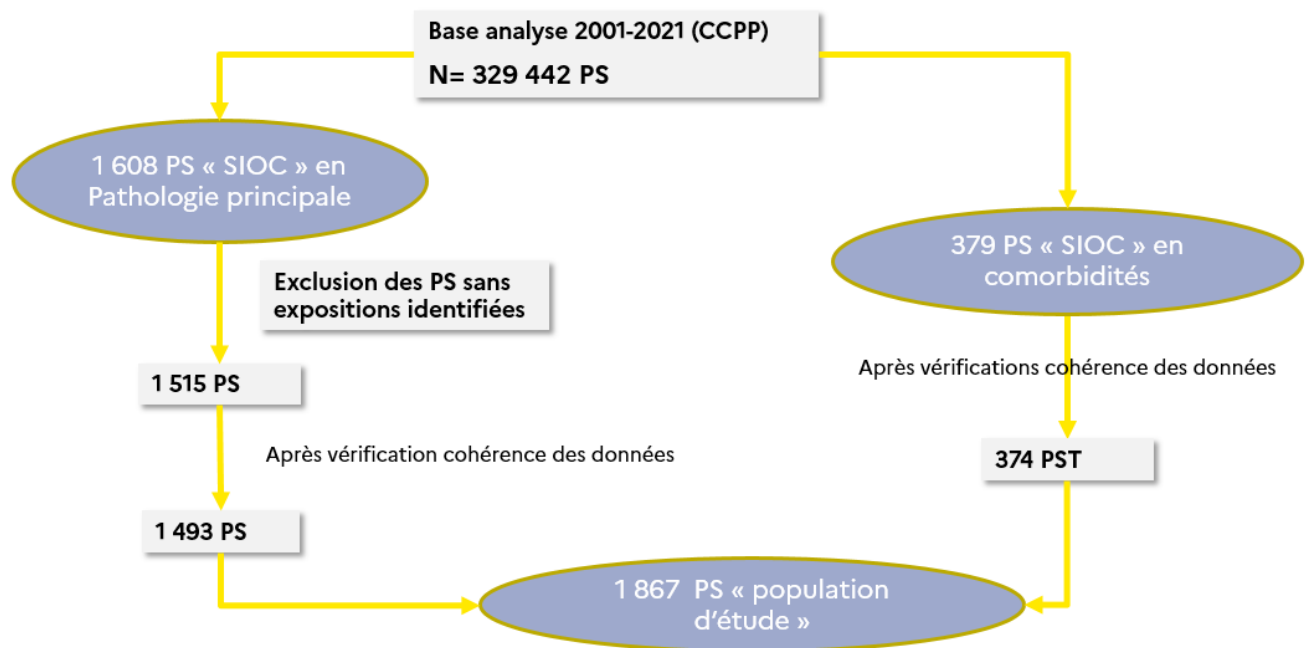 Base analyse 2001-2021 (CCPP)
N= 329 442 PS
1 608 PS « SIOC » en
Pathologie principale
379 PS « SIOC » en
comorbidités
Exclusion des PS sans
expositions identifiées
1 515 PS
Après vérifications cohérence des données
Après vérification cohérence des données
374 PST
1 493 PS
1 867 PS « population
d’étude »